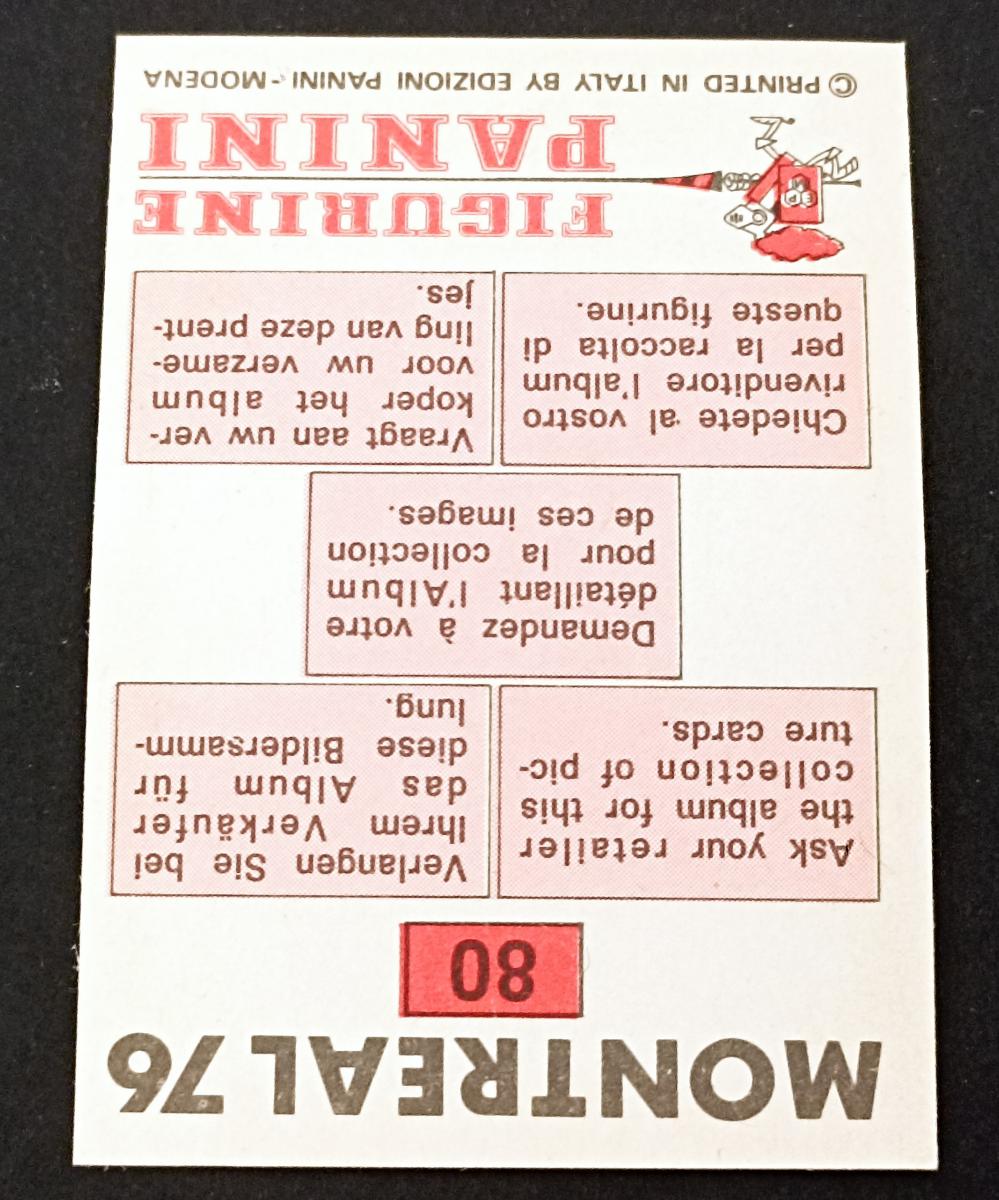 MONTREAL 76
80
Ask your retailer
the album for this
collection of pic-
ture cards.
Verlangen Sie bei
Ihrem Verkäufer
das Album für
diese Bildersamm-
lung.
Demandez à votre
détaillant l'Album
pour la collection
de ces images.
Chiedete al vostro
rivenditore l'album
per la raccolta di
queste figurine.
Vraagt aan uw ver-
koper het album
voor uw verzame-
ling van deze prent-
jes.
FIGURINE
PANINI
© PRINTED IN ITALY BY EDIZIONI PANINI - MODENA